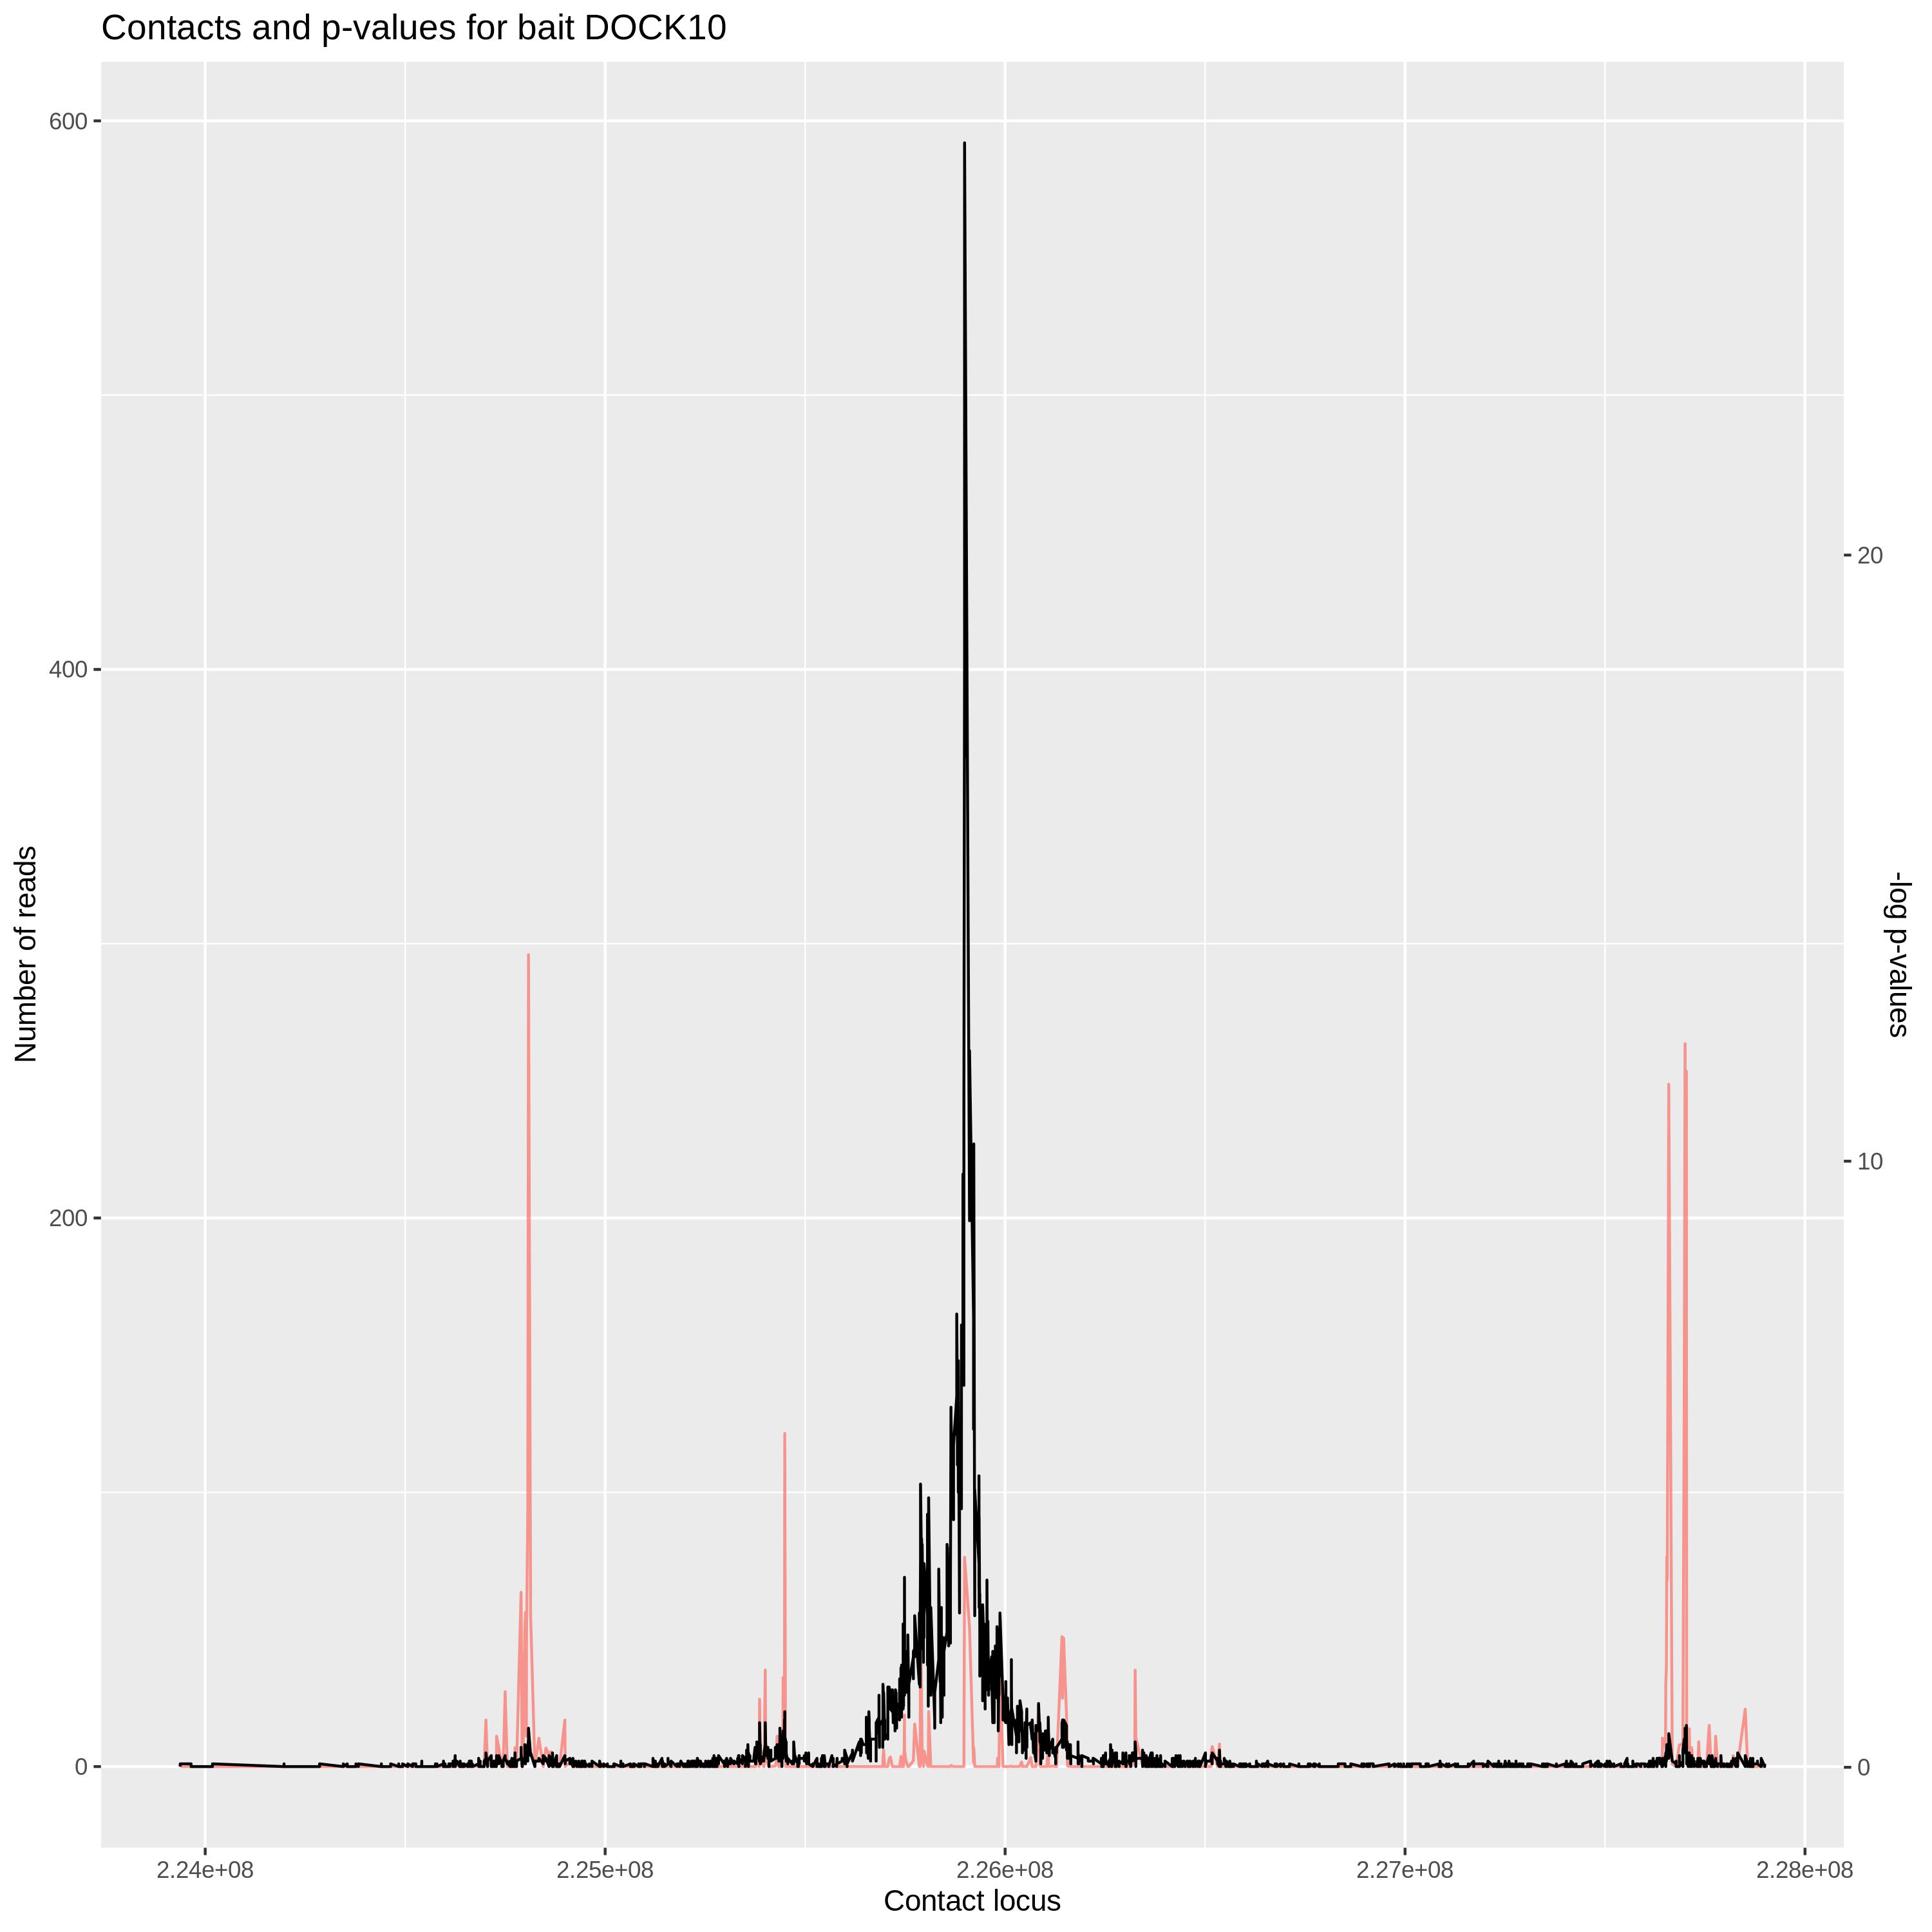 Contacts and p-values for bait DOCK10
600
400
200
0
Number of reads
20
10
0
-log p-values
2.24e+08
2.25e+08
2.26e+08
2.27e+08
2.28e+08
Contact locus